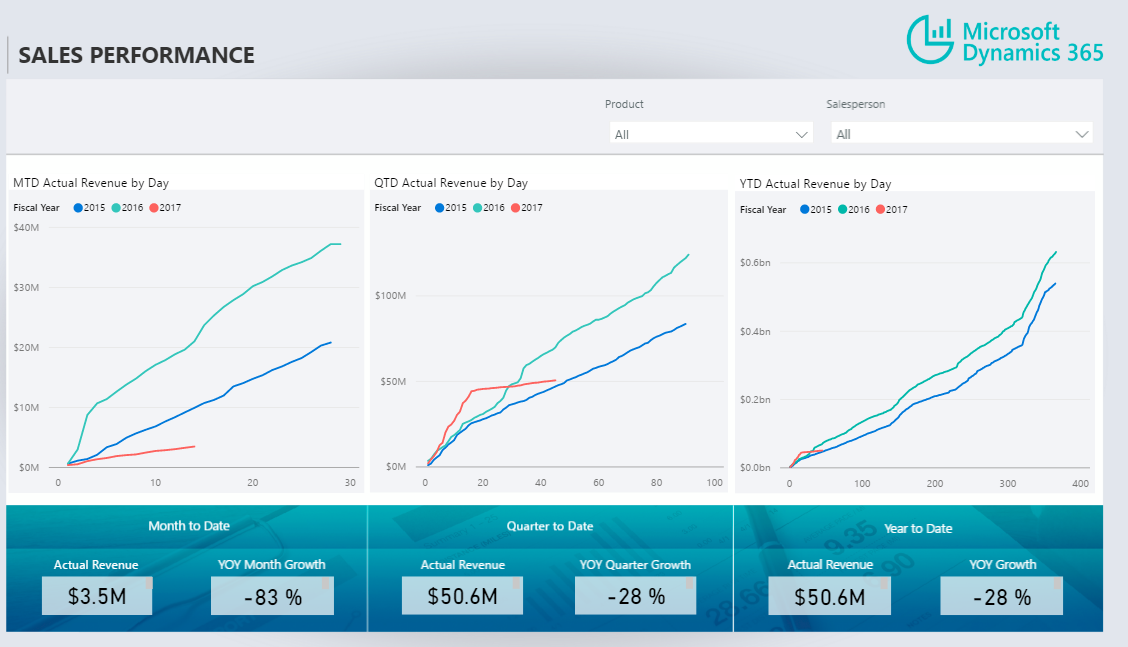 Microsoft
Dynamics 365
SALES PERFORMANCE
Product
Salesperson
All
All
MTD Actual Revenue by Day
Fiscal Year 2015 2016 2017
$40M
$30M
$20M
$10M
$0M
0 10 20 30
QTD Actual Revenue by Day
Fiscal Year 2015 2016 2017
$100M
$50M
$0M
0 20 40 60 80 100
YTD Actual Revenue by Day
Fiscal Year 2015 2016 2017
$0.6bn
$0.4bn
$0.2bn
$0.0bn
0 100 200 300 400
Month to Date
Actual Revenue
$3.5M
YOY Month Growth
-83 %
Quarter to Date
Actual Revenue
$50.6M
YOY Quarter Growth
-28 %
Year to Date
Actual Revenue
$50.6M
YOY Growth
-28 %
9.35
28.66